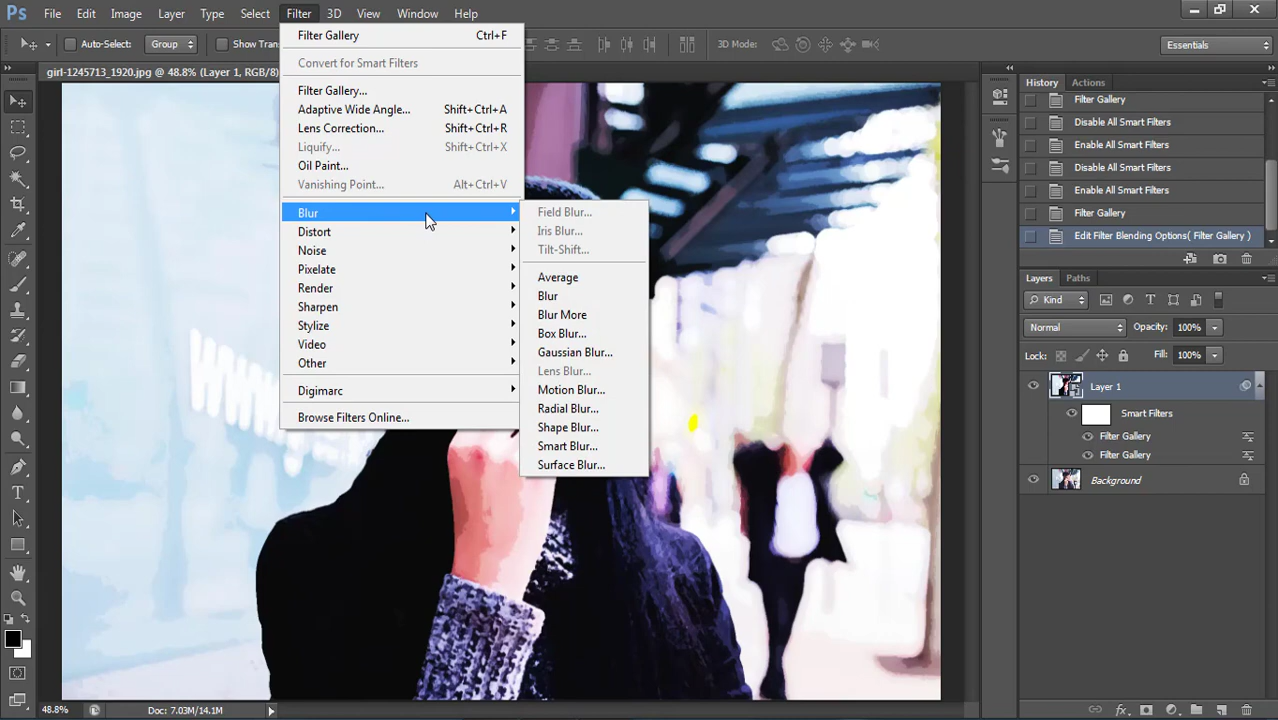 Ps File Edit Image Layer Type Select Filter 3D View Window Help
Auto-Select: Group Show Tran 3D Mode: Essentials
girl-1245713_1920.jpg @ 48.8% (Layer 1, RGB/8)
Filter Gallery Ctrl+F
Convert for Smart Filters
Filter Gallery...
Adaptive Wide Angle... Shift+Ctrl+A
Lens Correction... Shift+Ctrl+R
Liquify... Shift+Ctrl+X
Oil Paint...
Vanishing Point... Alt+Ctrl+V
Blur
Distort
Noise
Pixelate
Render
Sharpen
Stylize
Video
Other
Digimarc
Browse Filters Online...
Field Blur...
Iris Blur...
Tilt-Shift...
Average
Blur
Blur More
Box Blur...
Gaussian Blur...
Lens Blur...
Motion Blur...
Radial Blur...
Shape Blur...
Smart Blur...
Surface Blur...
History Actions
Filter Gallery
Disable All Smart Filters
Enable All Smart Filters
Disable All Smart Filters
Enable All Smart Filters
Filter Gallery
Edit Filter Blending Options( Filter Gallery )
Layers Paths
Kind
Normal Opacity: 100%
Lock: Fill: 100%
Layer 1
Smart Filters
Filter Gallery
Filter Gallery
Background
fx
48.8% Doc: 7.03M/14.1M